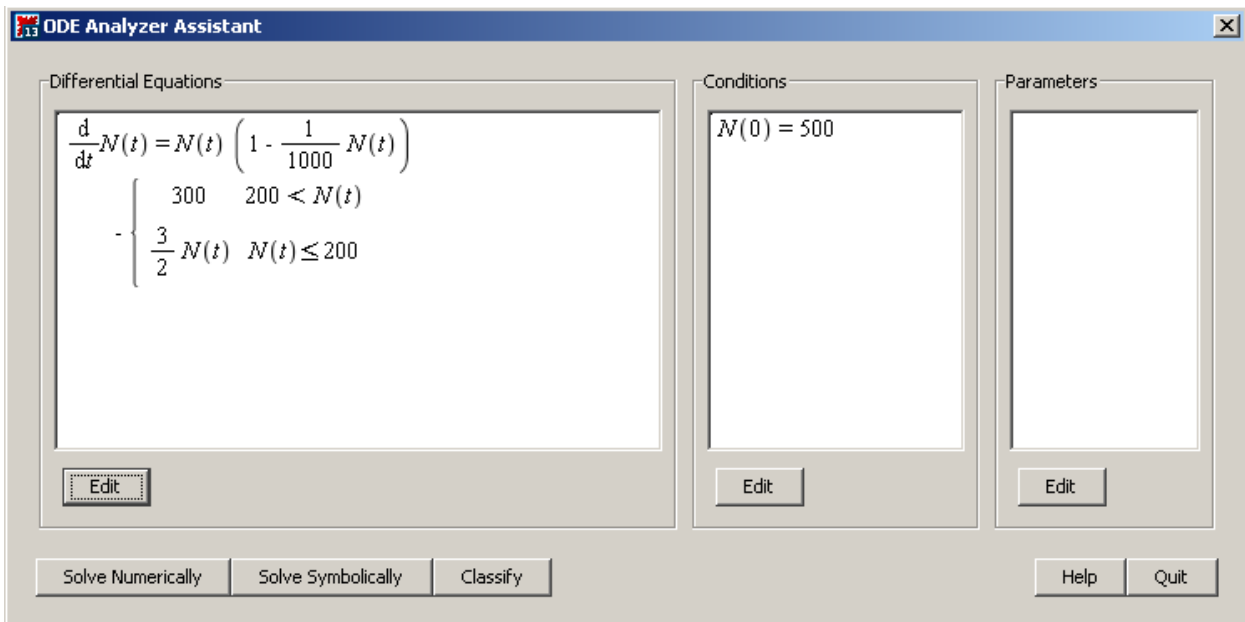 13 ODE Analyzer Assistant
Differential Equations
d/dt N(t) = N(t) (1 - 1/1000 N(t))
- { 300 200 < N(t)
3/2 N(t) N(t) ≤ 200
Edit
Conditions
N(0) = 500
Edit
Parameters
Edit
Solve Numerically
Solve Symbolically
Classify
Help
Quit